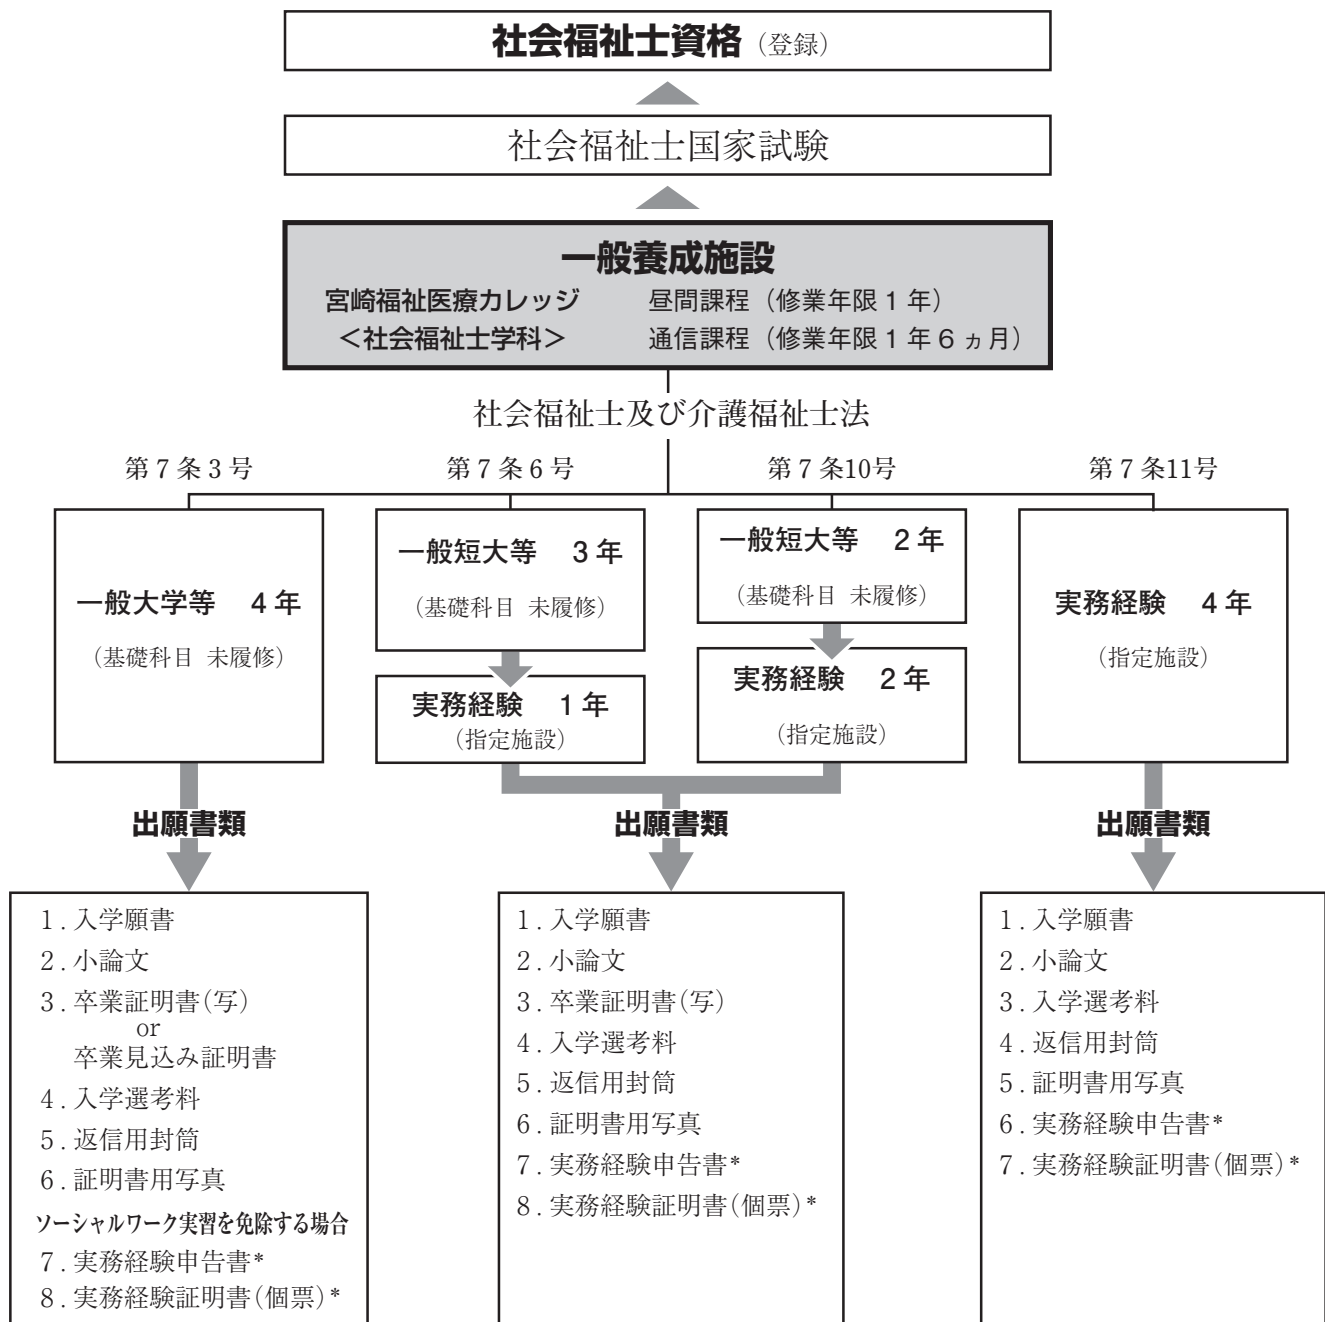 社会福祉士資格（登録）
社会福祉士国家試験
一般養成施設
宮崎福祉医療カレッジ　昼間課程（修業年限１年）
＜社会福祉士学科＞　通信課程（修業年限１年６ヵ月）
社会福祉士及び介護福祉士法
第７条３号　第７条６号　第７条10号　第７条11号
一般大学等　４年
（基礎科目 未履修）
一般短大等　３年
（基礎科目 未履修）
実務経験　１年
（指定施設）
一般短大等　２年
（基礎科目 未履修）
実務経験　２年
（指定施設）
実務経験　４年
（指定施設）
出願書類
1．入学願書
2．小論文
3．卒業証明書（写）
or
卒業見込み証明書
4．入学選考料
5．返信用封筒
6．証明書用写真
ソーシャルワーク実習を免除する場合
7．実務経験申告書*
8．実務経験証明書（個票）*
出願書類
1．入学願書
2．小論文
3．卒業証明書（写）
4．入学選考料
5．返信用封筒
6．証明書用写真
7．実務経験申告書*
8．実務経験証明書（個票）*
出願書類
1．入学願書
2．小論文
3．入学選考料
4．返信用封筒
5．証明書用写真
6．実務経験申告書*
7．実務経験証明書（個票）*